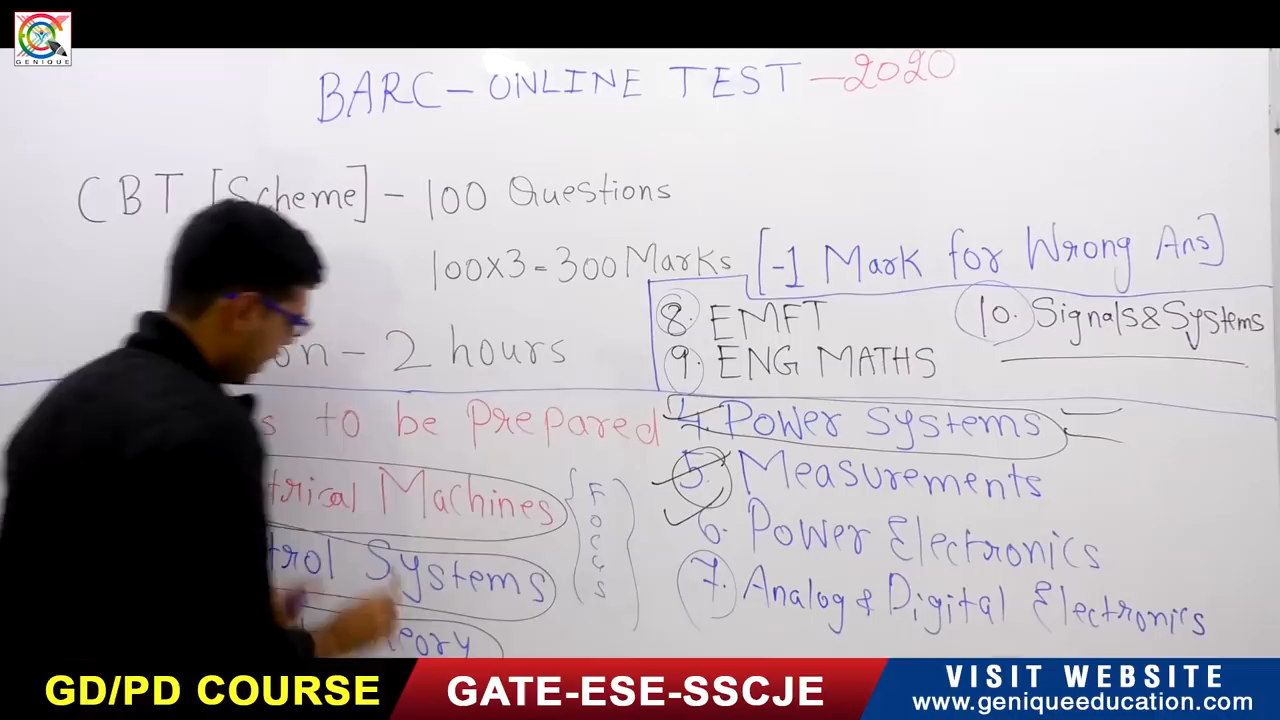 GENIQUE
BARC - ONLINE TEST - 2020
CBT [Scheme] - 100 Questions
100x3 = 300 Marks [-1 Mark for Wrong Ans]
8. EMFT
10. Signals & Systems
9. ENG MATHS
on - 2 hours
s to be Prepared
trical Machines
trol Systems
eory
FOCUS
4. Power Systems
5. Measurements
6. Power Electronics
7. Analog & Digital Electronics
GD/PD COURSE
GATE-ESE-SSCJE
VISIT WEBSITE
www.geniqueeducation.com